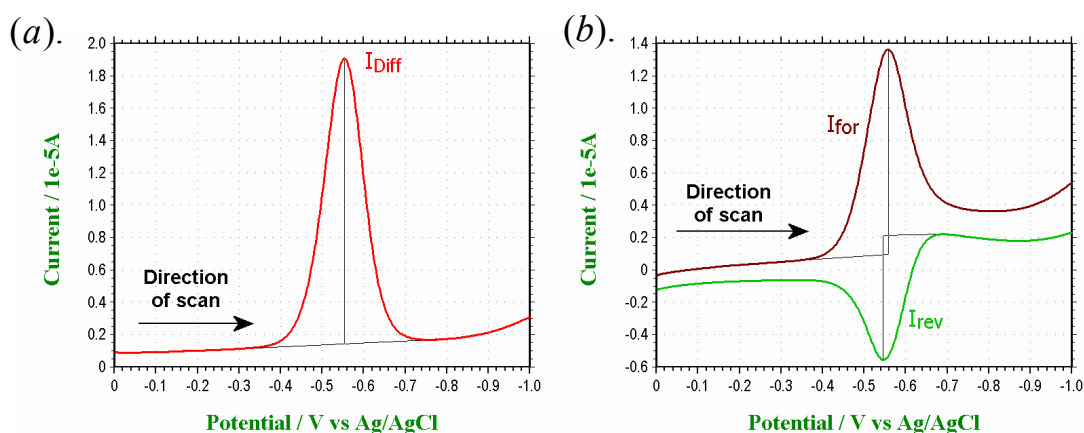 (a).
2.0
1.8
1.6
1.4
1.2
1.0
0.8
0.6
0.4
0.2
0
0 -0.1 -0.2 -0.3 -0.4 -0.5 -0.6 -0.7 -0.8 -0.9 -1.0
Current / 1e-5A
Potential / V vs Ag/AgCl
IDiff
Direction
of scan
(b).
1.4
1.2
1.0
0.8
0.6
0.4
0.2
0
-0.2
-0.4
-0.6
0 -0.1 -0.2 -0.3 -0.4 -0.5 -0.6 -0.7 -0.8 -0.9 -1.0
Current / 1e-5A
Potential / V vs Ag/AgCl
Ifor
Direction
of scan
Irev